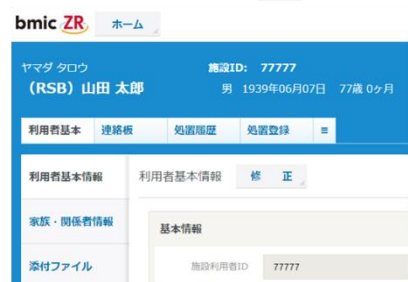 bmic ZR ホーム
ヤマダ タロウ 施設ID: 77777
(RSB) 山田 太郎 男 1939年06月07日 77歳 0ヶ月
利用者基本 連絡板 処置履歴 処置登録 ≡
利用者基本情報 利用者基本情報 修 正
家族・関係者情報 基本情報
添付ファイル 施設利用者ID 77777